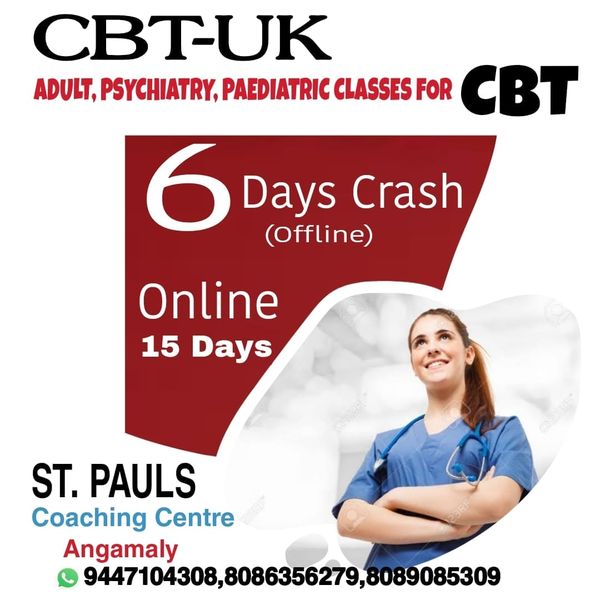 CBT-UK
ADULT, PSYCHIATRY, PAEDIATRIC CLASSES FOR CBT
6 Days Crash
(Offline)
Online
15 Days
ST. PAULS
Coaching Centre
Angamaly
9447104308,8086356279,8089085309